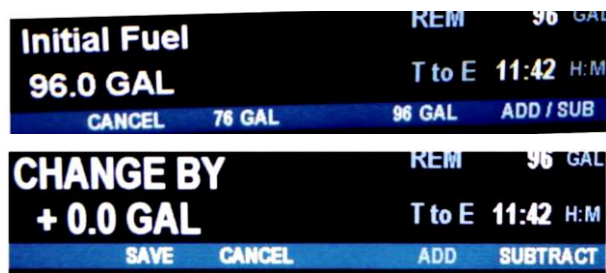 Initial Fuel
96.0 GAL
REM 96 GAL
T to E 11:42 H:M
CANCEL 76 GAL 96 GAL ADD / SUB
CHANGE BY
+ 0.0 GAL
REM 96 GAL
T to E 11:42 H:M
SAVE CANCEL ADD SUBTRACT